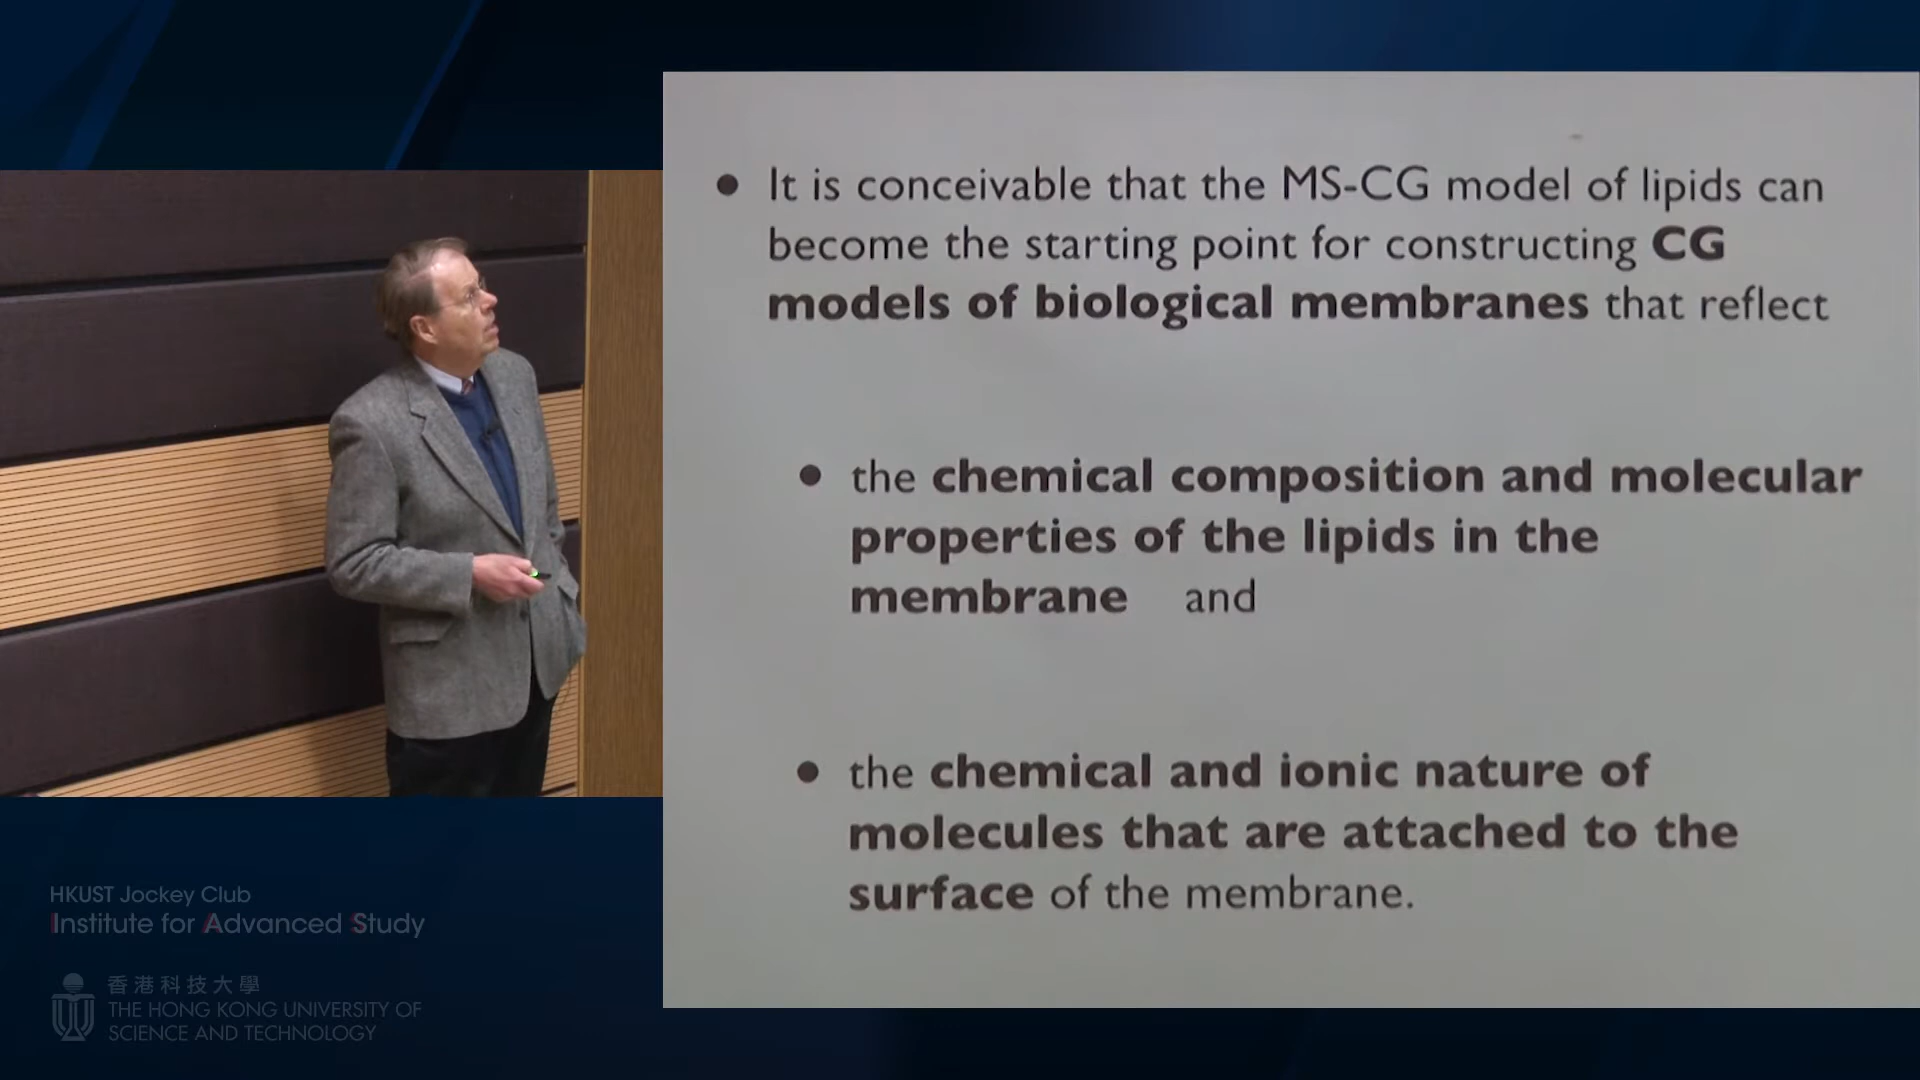 • It is conceivable that the MS-CG model of lipids can
become the starting point for constructing CG
models of biological membranes that reflect
• the chemical composition and molecular
properties of the lipids in the
membrane and
• the chemical and ionic nature of
molecules that are attached to the
surface of the membrane.
HKUST Jockey Club
Institute for Advanced Study
香港科技大學
THE HONG KONG UNIVERSITY OF
SCIENCE AND TECHNOLOGY